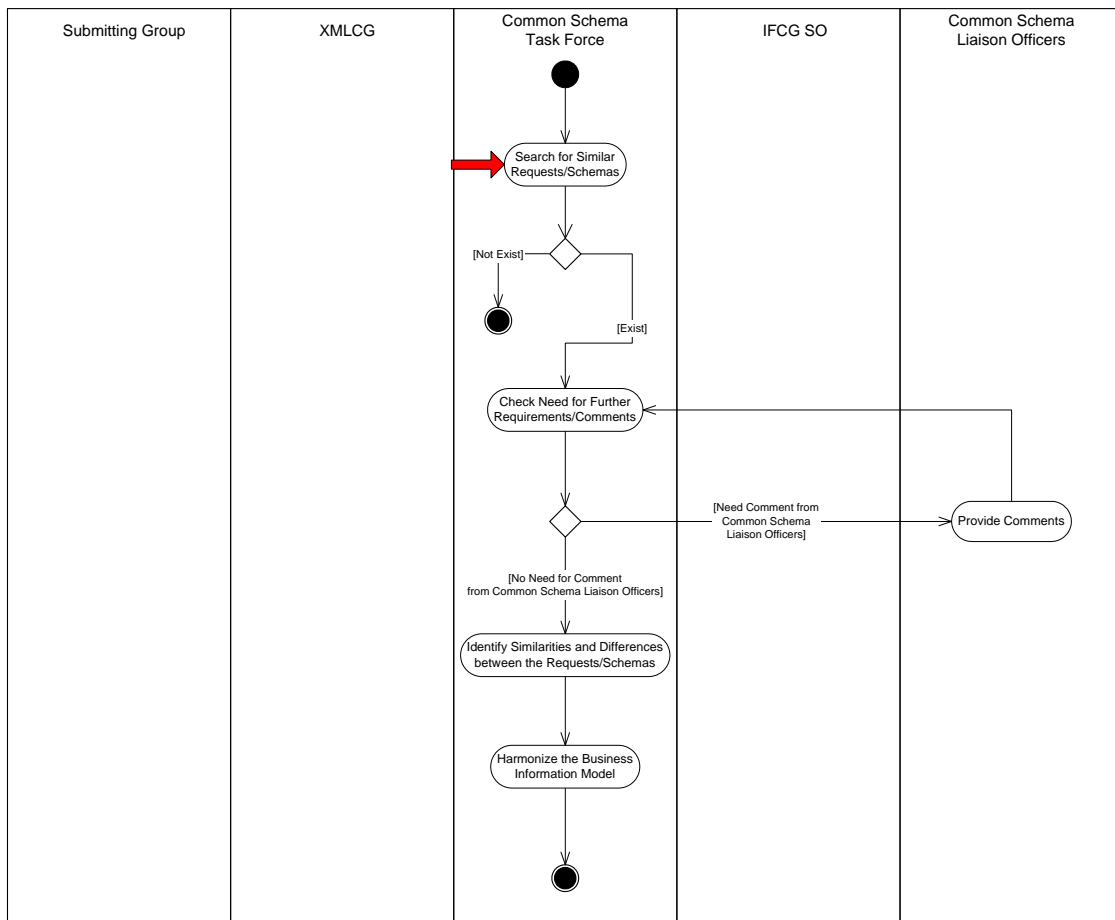 Submitting Group
XMLCG
Common Schema
Task Force
IFCG SO
Common Schema
Liaison Officers
Search for Similar
Requests/Schemas
[Not Exist]
[Exist]
Check Need for Further
Requirements/Comments
[Need Comment from
Common Schema
Liaison Officers]
Provide Comments
[No Need for Comment
from Common Schema Liaison Officers]
Identify Similarities and Differences
between the Requests/Schemas
Harmonize the Business
Information Model